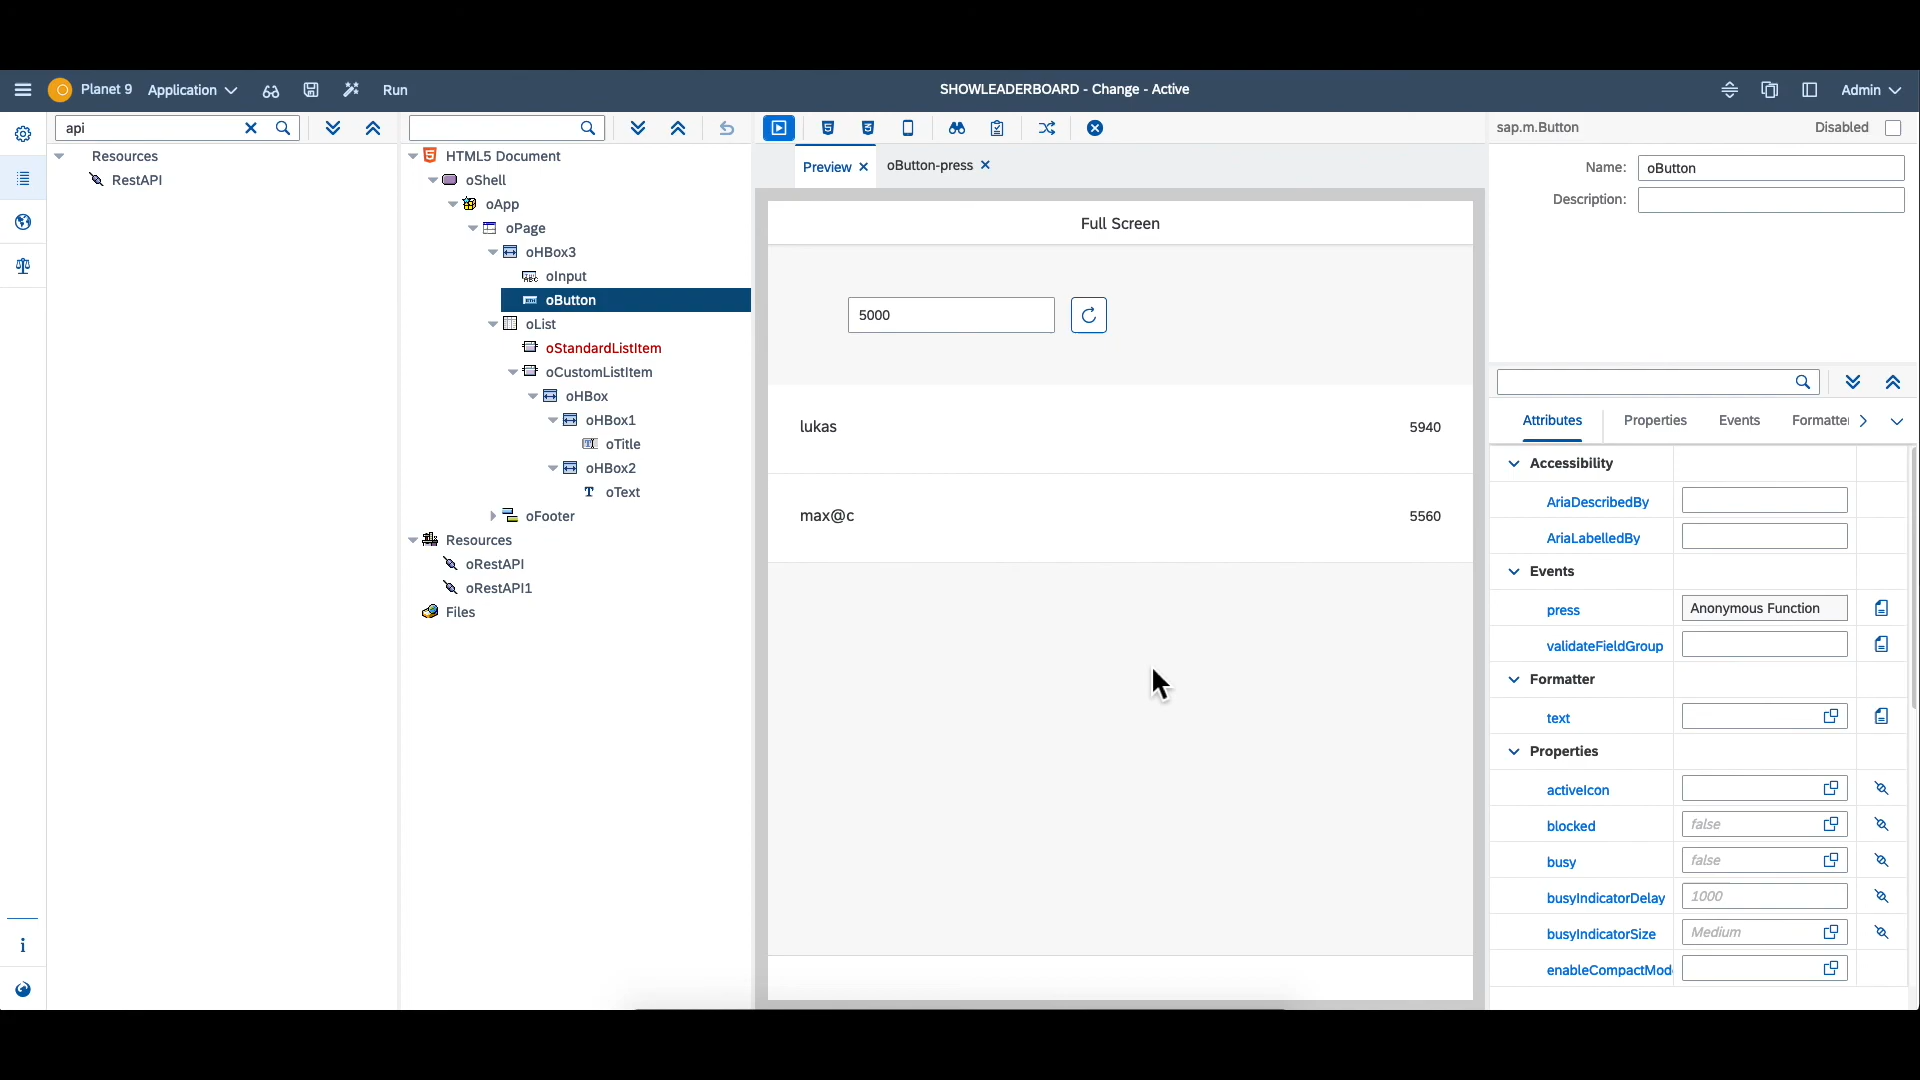 Planet 9 Application Run SHOWLEADERBOARD - Change - Active Admin
api
Resources
RestAPI
HTML5 Document
oShell
oApp
oPage
oHBox3
oInput
oButton
oList
oStandardListItem
oCustomListItem
oHBox
oHBox1
oTitle
oHBox2
oText
oFooter
Resources
oRestAPI
oRestAPI1
Files
Preview oButton-press
Full Screen
5000
lukas 5940
max@c 5560
sap.m.Button Disabled
Name: oButton
Description:
Attributes Properties Events Formatte
Accessibility
AriaDescribedBy
AriaLabelledBy
Events
press Anonymous Function
validateFieldGroup
Formatter
text
Properties
activeIcon
blocked false
busy false
busyIndicatorDelay 1000
busyIndicatorSize Medium
enableCompactMod